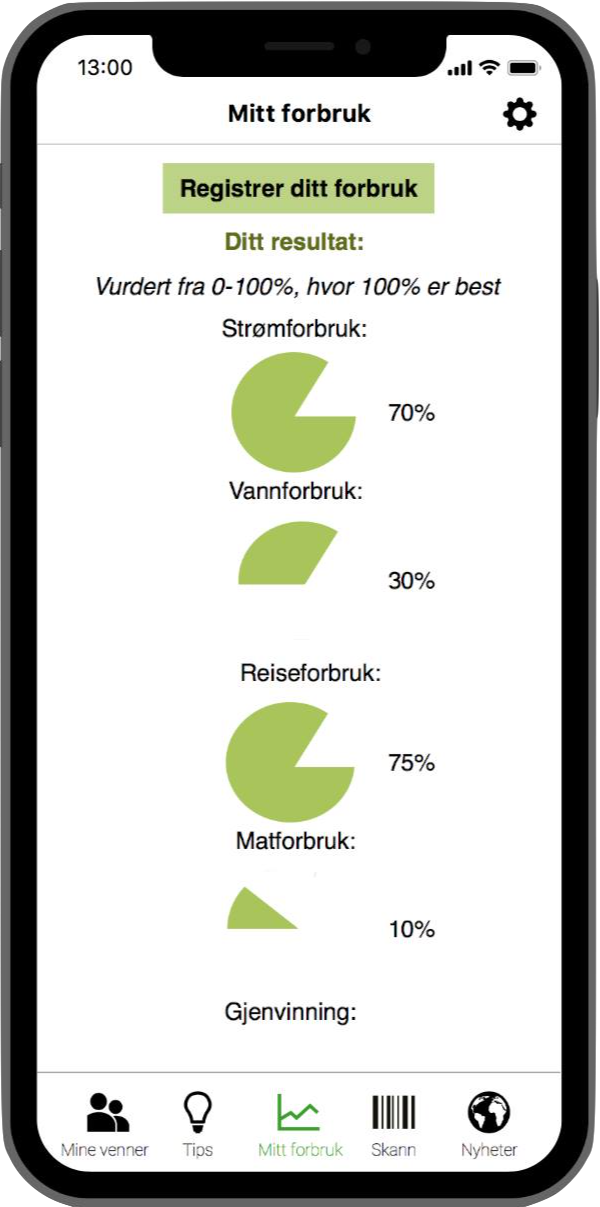 13:00
Mitt forbruk
Registrer ditt forbruk
Ditt resultat:
Vurdert fra 0-100%, hvor 100% er best
Strømforbruk:
70%
Vannforbruk:
30%
Reiseforbruk:
75%
Matforbruk:
10%
Gjenvinning:
Mine venner Tips Mitt forbruk Skann Nyheter